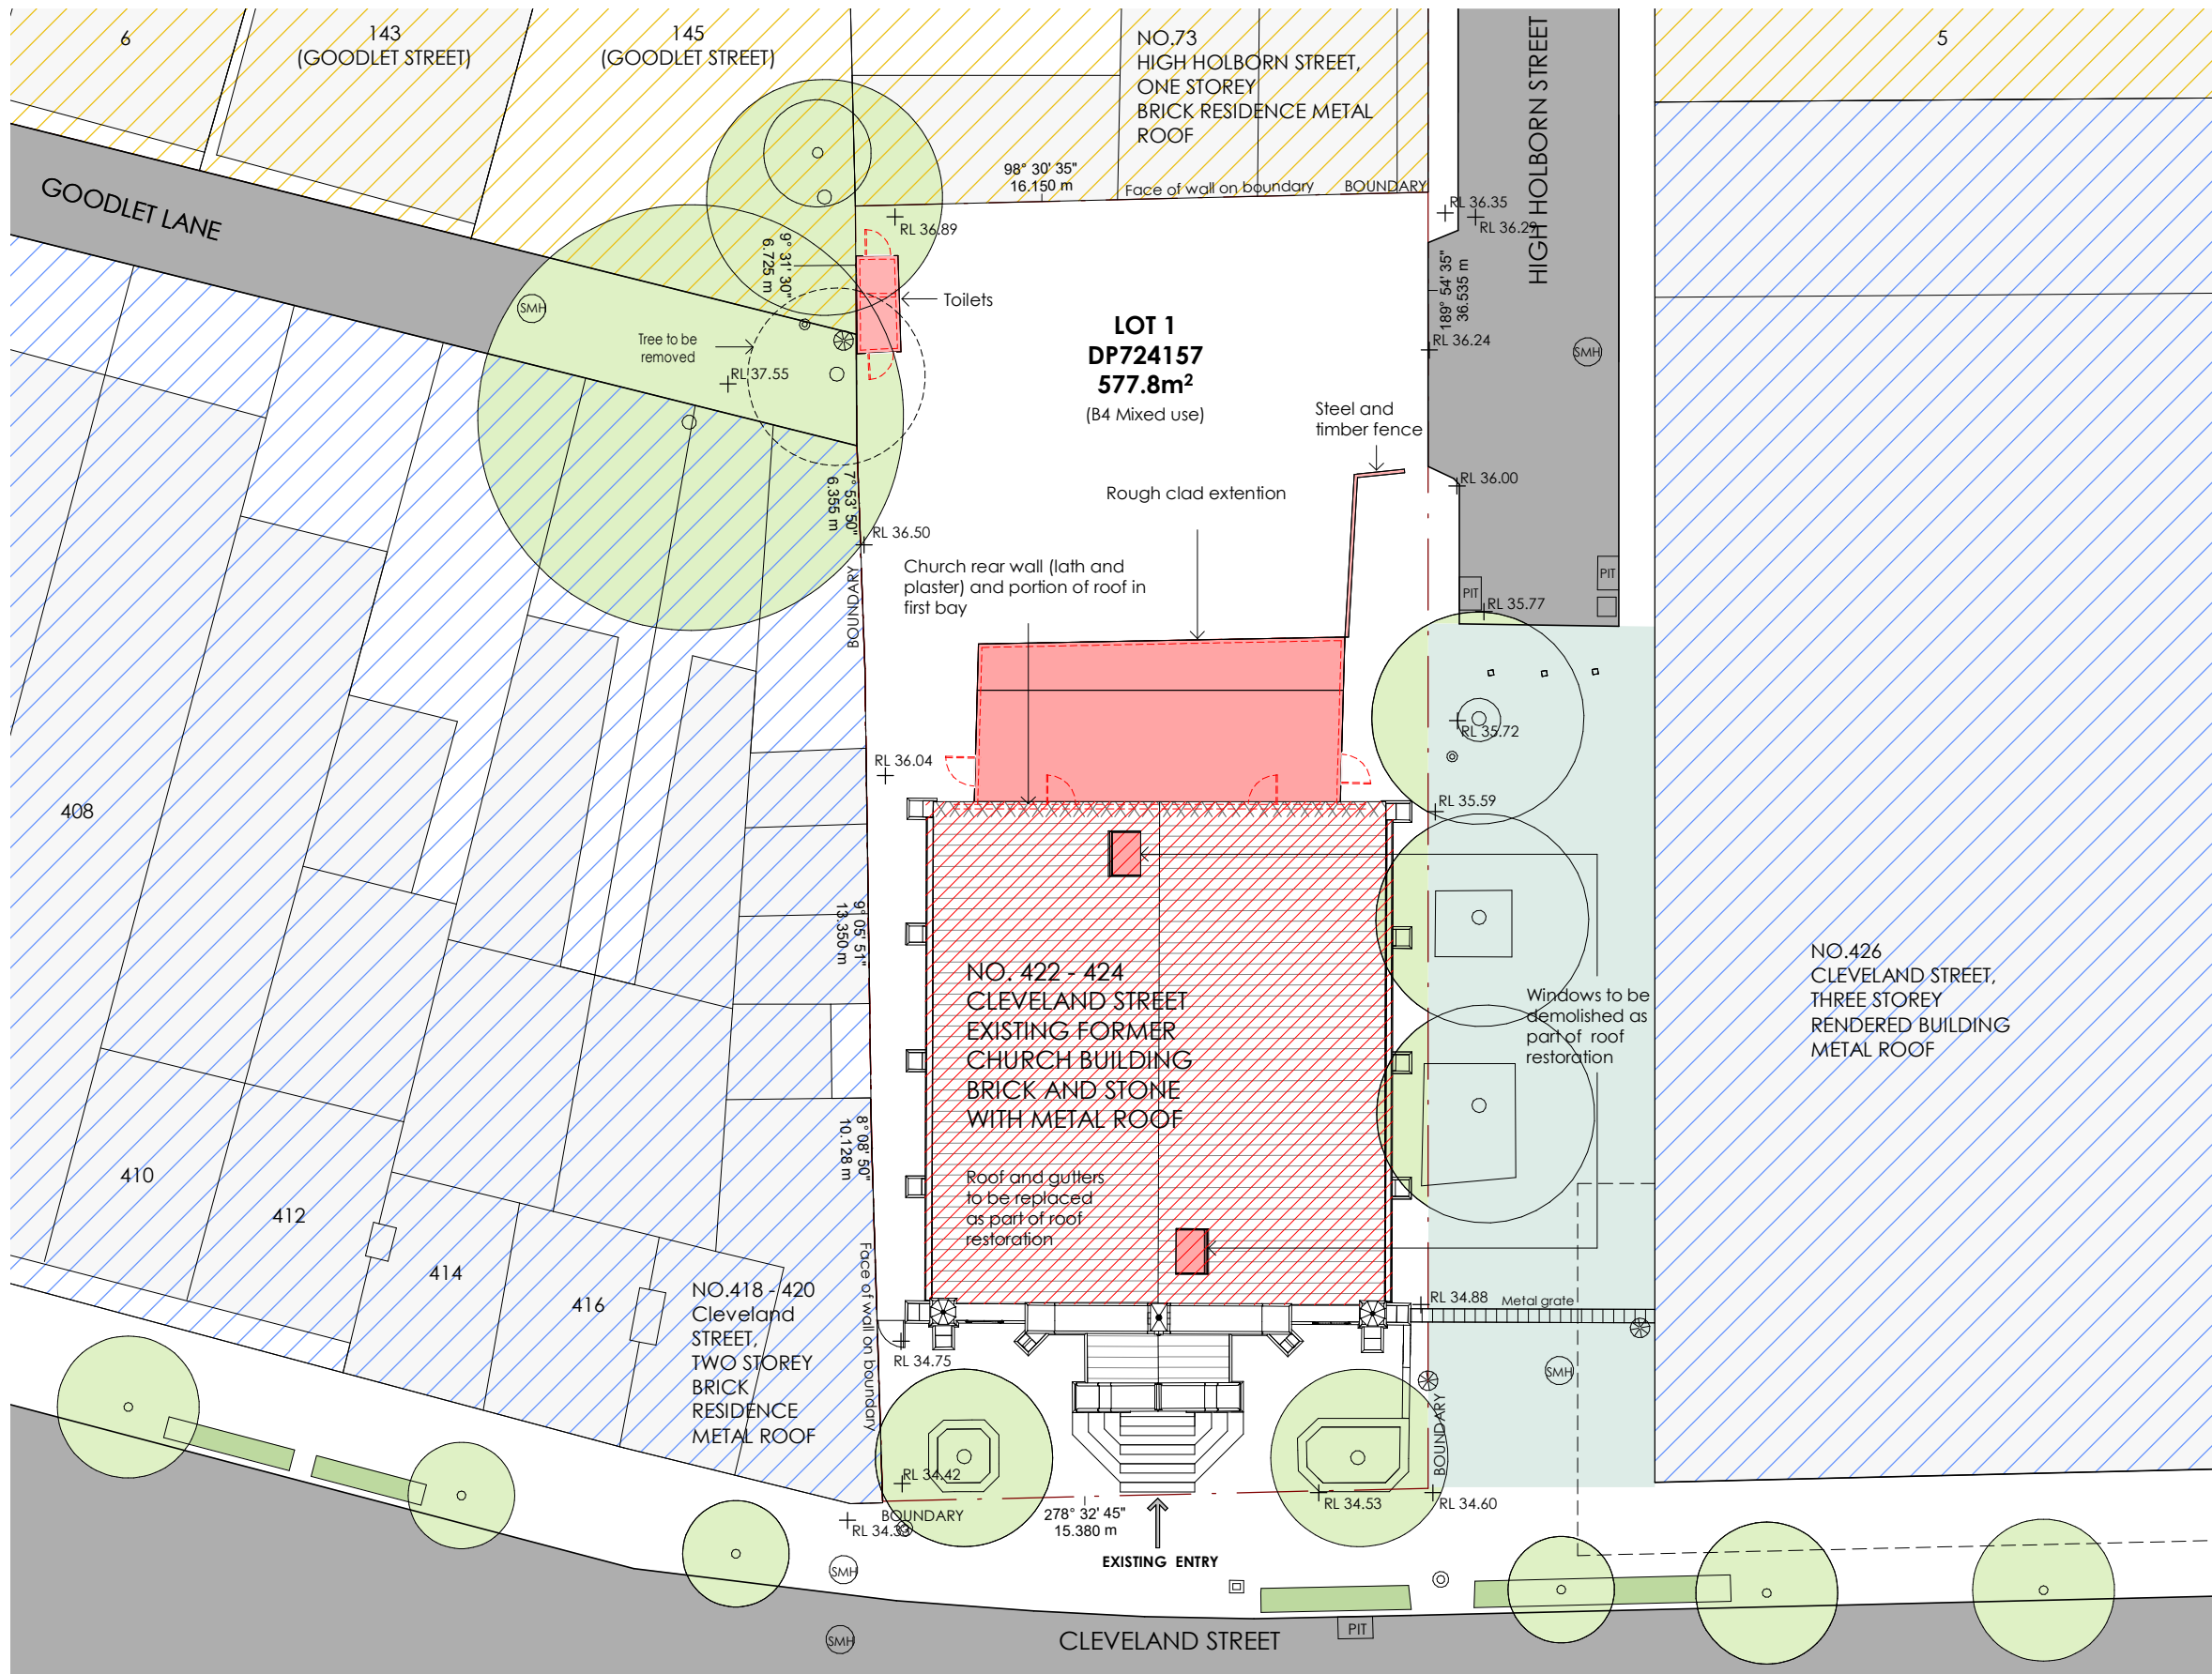 6
143
(GOODLET STREET)
145
(GOODLET STREET)
NO.73
HIGH HOLBORN STREET,
ONE STOREY
BRICK RESIDENCE METAL
ROOF
HIGH HOLBORN STREET
5
GOODLET LANE
98° 30' 35"
16.150 m
Face of wall on boundary
BOUNDARY
RL 36.89
RL 36.35
RL 36.29
9° 31' 30"
6.725 m
Toilets
SMH
Tree to be
removed
RL 37.55
LOT 1
DP724157
577.8m²
(B4 Mixed use)
189° 54' 35"
36.535 m
RL 36.24
SMH
Steel and
timber fence
Rough clad extention
RL 36.00
7° 53' 50"
6.355 m
RL 36.50
BOUNDARY
Church rear wall (lath and
plaster) and portion of roof in
first bay
PIT
PIT
RL 35.77
RL 35.72
RL 36.04
RL 35.59
408
9° 05' 51"
13.350 m
NO. 422 - 424
CLEVELAND STREET
EXISTING FORMER
CHURCH BUILDING
BRICK AND STONE
WITH METAL ROOF
Windows to be
demolished as
part of roof
restoration
NO.426
CLEVELAND STREET,
THREE STOREY
RENDERED BUILDING
METAL ROOF
8° 08' 50"
10.128 m
Roof and gutters
to be replaced
as part of roof
restoration
410
412
414
416
NO.418 - 420
Cleveland
STREET,
TWO STOREY
BRICK
RESIDENCE
METAL ROOF
Face of wall on boundary
RL 34.88
Metal grate
RL 34.75
SMH
BOUNDARY
RL 34.42
RL 34.53
RL 34.60
BOUNDARY
278° 32' 45"
15.380 m
EXISTING ENTRY
SMH
SMH
CLEVELAND STREET
PIT